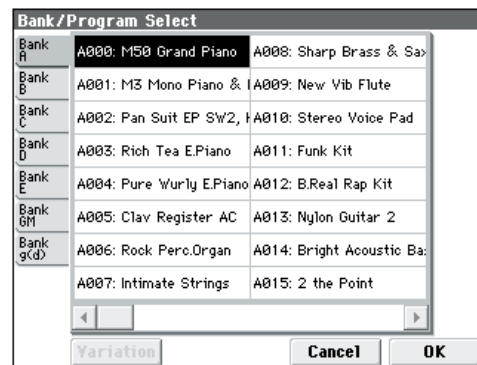 Bank/Program Select
Bank A
Bank B
Bank C
Bank D
Bank E
Bank GM
Bank g(d)
A000: M50 Grand Piano
A001: M3 Mono Piano &
A002: Pan Suit EP SW2,
A003: Rich Tea E.Piano
A004: Pure Wurly E.Piano
A005: Clav Register AC
A006: Rock Perc.Organ
A007: Intimate Strings
A008: Sharp Brass & Sax
A009: New Vib Flute
A010: Stereo Voice Pad
A011: Funk Kit
A012: B.Real Rap Kit
A013: Nylon Guitar 2
A014: Bright Acoustic Ba
A015: 2 the Point
Variation
Cancel
OK